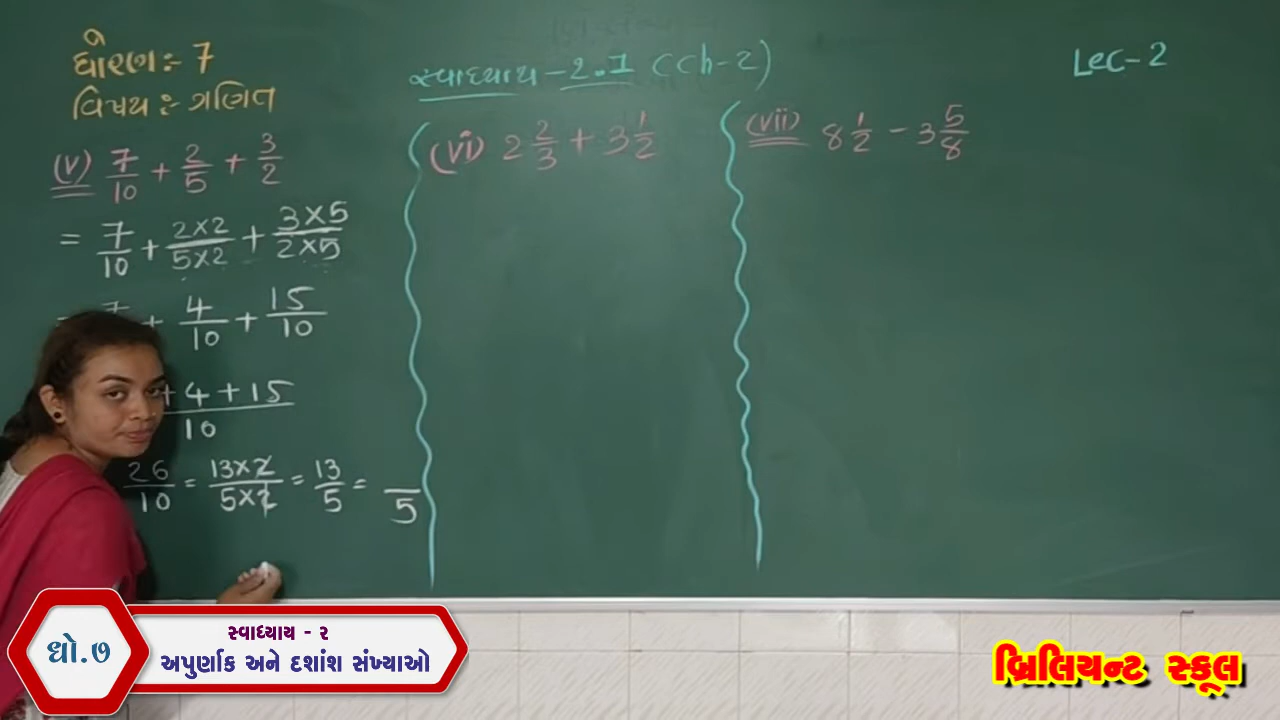 ધોરણ :- 7
વિષય :- ગણિત
સ્વાધ્યાય - 2.1 (Ch-2)
Lec-2
(v) 7/10 + 2/5 + 3/2
= 7/10 + 2×2/5×2 + 3×5/2×5
= 7/ + 4/10 + 15/10
+ 4 + 15/10
26/10 = 13×2/5×2 = 13/5 = /5
(vi) 2 2/3 + 3 1/2
(vii) 8 1/2 - 3 5/8
ધો.૭
સ્વાધ્યાય - ૨
અપુર્ણાક અને દશાંશ સંખ્યાઓ
બ્રિલિયન્ટ સ્કૂલ